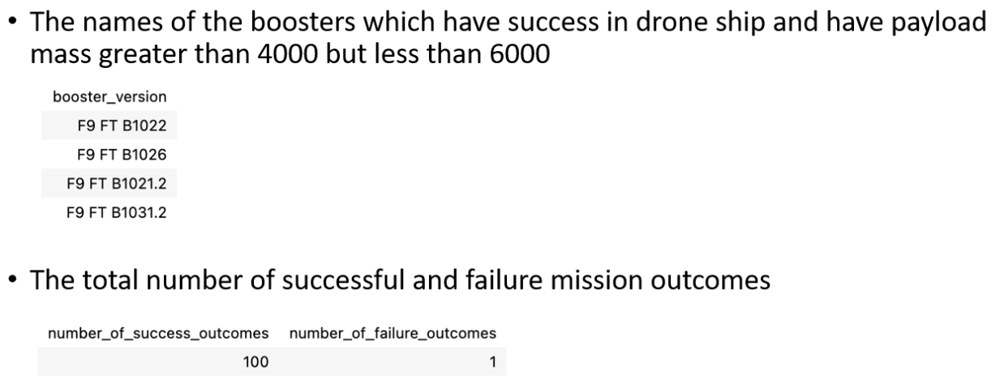 • The names of the boosters which have success in drone ship and have payload
mass greater than 4000 but less than 6000
booster_version
F9 FT B1022
F9 FT B1026
F9 FT B1021.2
F9 FT B1031.2
• The total number of successful and failure mission outcomes
number_of_success_outcomes number_of_failure_outcomes
100 1